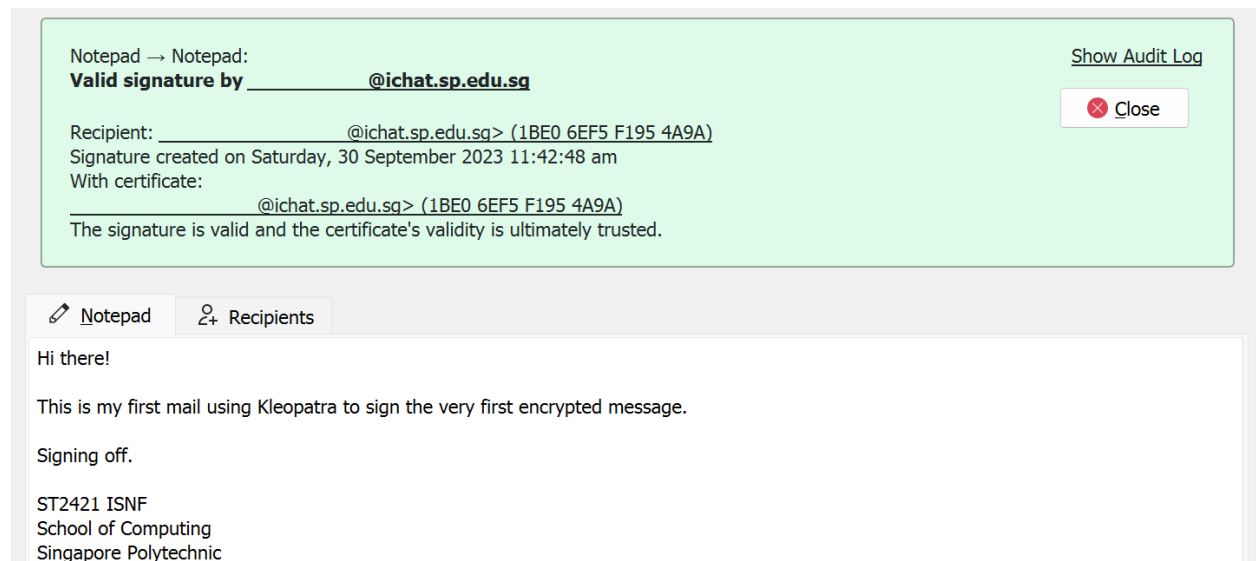 Notepad → Notepad:
Show Audit Log
Valid signature by @ichat.sp.edu.sg
Close
Recipient: @ichat.sp.edu.sg> (1BE0 6EF5 F195 4A9A)
Signature created on Saturday, 30 September 2023 11:42:48 am
With certificate:
@ichat.sp.edu.sg> (1BE0 6EF5 F195 4A9A)
The signature is valid and the certificate's validity is ultimately trusted.
Notepad Recipients
Hi there!
This is my first mail using Kleopatra to sign the very first encrypted message.
Signing off.
ST2421 ISNF
School of Computing
Singapore Polytechnic